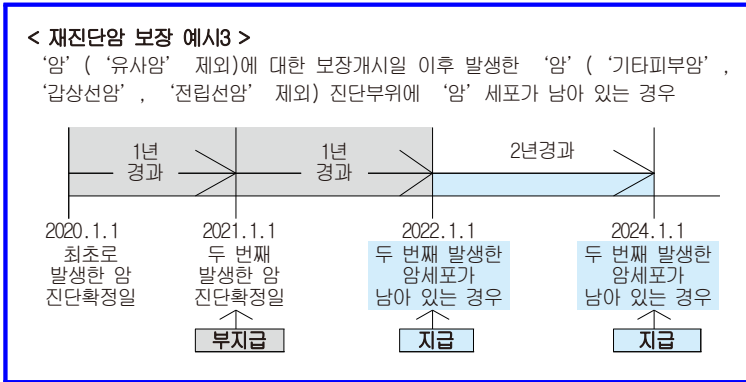 < 재진단암 보장 예시3 >
‘암’ ( ‘유사암’ 제외)에 대한 보장개시일 이후 발생한 ‘암’ ( ‘기타피부암’ ,
‘갑상선암’ , ‘전립선암’ 제외) 진단부위에 ‘암’ 세포가 남아 있는 경우
1년
경과
1년
경과
2년경과
2020.1.1
최초로
발생한 암
진단확정일
2021.1.1
두 번째
발생한 암
진단확정일
부지급
2022.1.1
두 번째 발생한
암세포가
남아 있는 경우
지급
2024.1.1
두 번째 발생한
암세포가
남아 있는 경우
지급